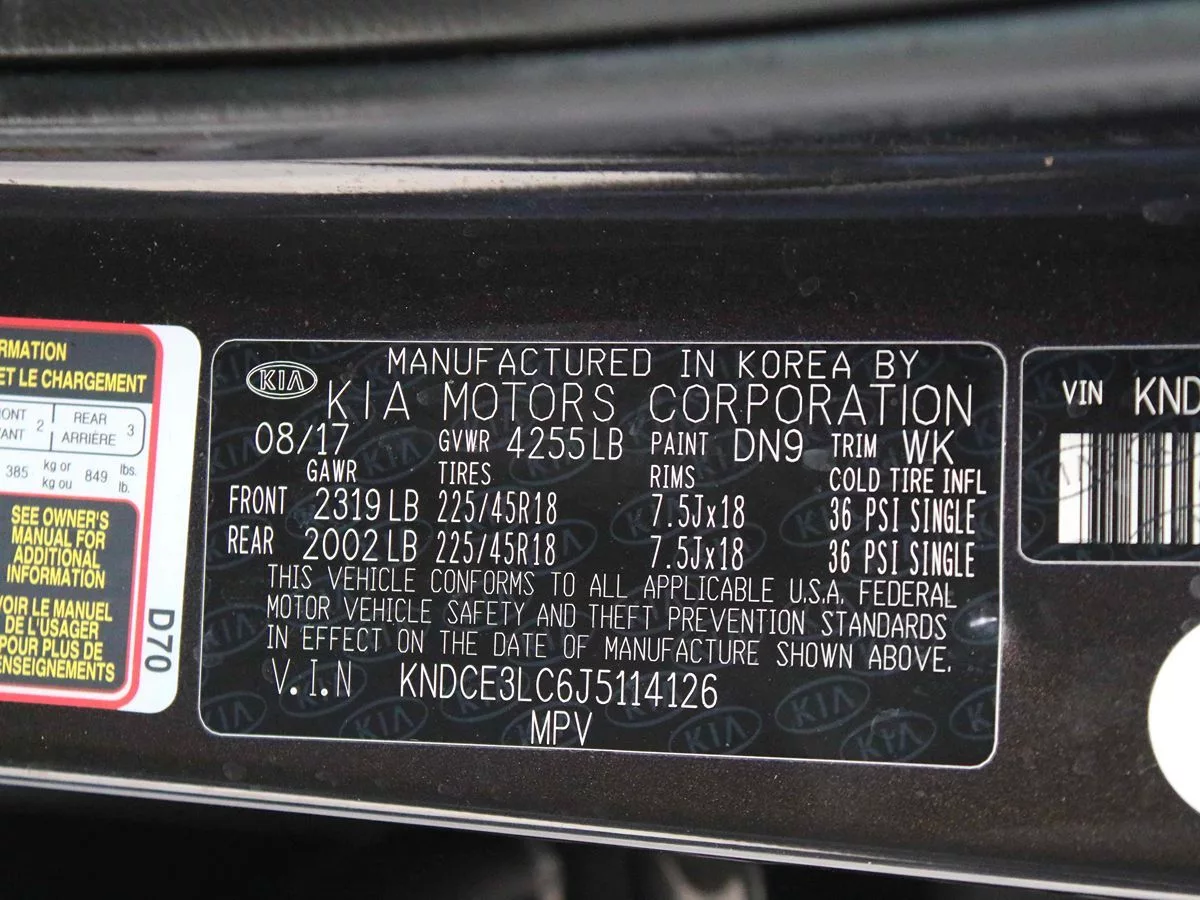 RMATION
ET LE CHARGEMENT
ONT 2 REAR 3
ANT ARRIÈRE
385 kg or 849 lbs.
kg ou lb.
SEE OWNER'S
MANUAL FOR
ADDITIONAL
INFORMATION
OIR LE MANUEL
DE L'USAGER
POUR PLUS DE
ENSEIGNEMENTS
D70
KIA
MANUFACTURED IN KOREA BY
KIA MOTORS CORPORATION
08/17 GVWR 4255LB PAINT DN9 TRIM WK
GAWR TIRES RIMS COLD TIRE INFL
FRONT 2319LB 225/45R18 7.5Jx18 36 PSI SINGLE
REAR 2002LB 225/45R18 7.5Jx18 36 PSI SINGLE
THIS VEHICLE CONFORMS TO ALL APPLICABLE U.S.A. FEDERAL
MOTOR VEHICLE SAFETY AND THEFT PREVENTION STANDARDS
IN EFFECT ON THE DATE OF MANUFACTURE SHOWN ABOVE.
V.I.N KNDCE3LC6J5114126
MPV
VIN KND